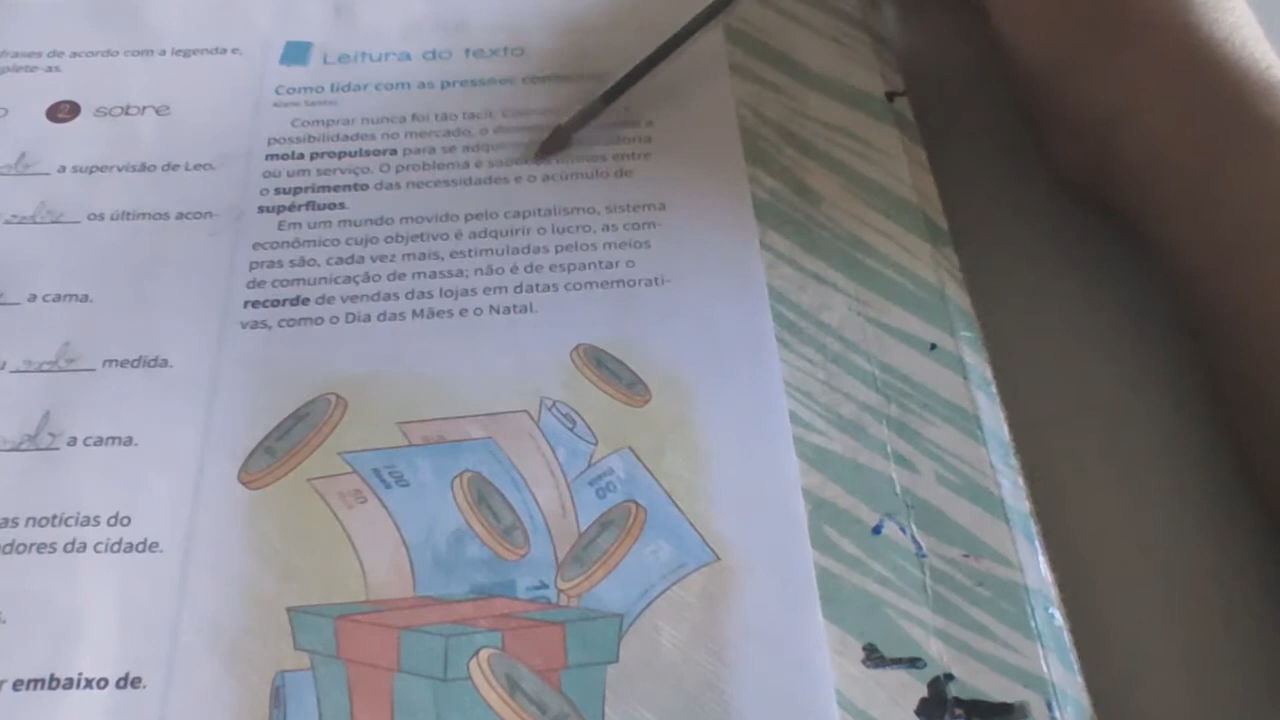 frases de acordo com a legenda e,
plete-as.
2 sobre
a supervisão de Leo.
os últimos acon-
a cama.
medida.
a cama.
as notícias do
dores da cidade.
r embaixo de.
Leitura do texto
Como lidar com as pressões
Comprar nunca foi tão fácil.
possibilidades no mercado, o
mola propulsora para se
ou um serviço. O problema é entre
o suprimento das necessidades e o acúmulo de
supérfluos.
Em um mundo movido pelo capitalismo, sistema
econômico cujo objetivo é adquirir o lucro, as com-
pras são, cada vez mais, estimuladas pelos meios
de comunicação de massa; não é de espantar o
recorde de vendas das lojas em datas comemorati-
vas, como o Dia das Mães e o Natal.
100
50
100